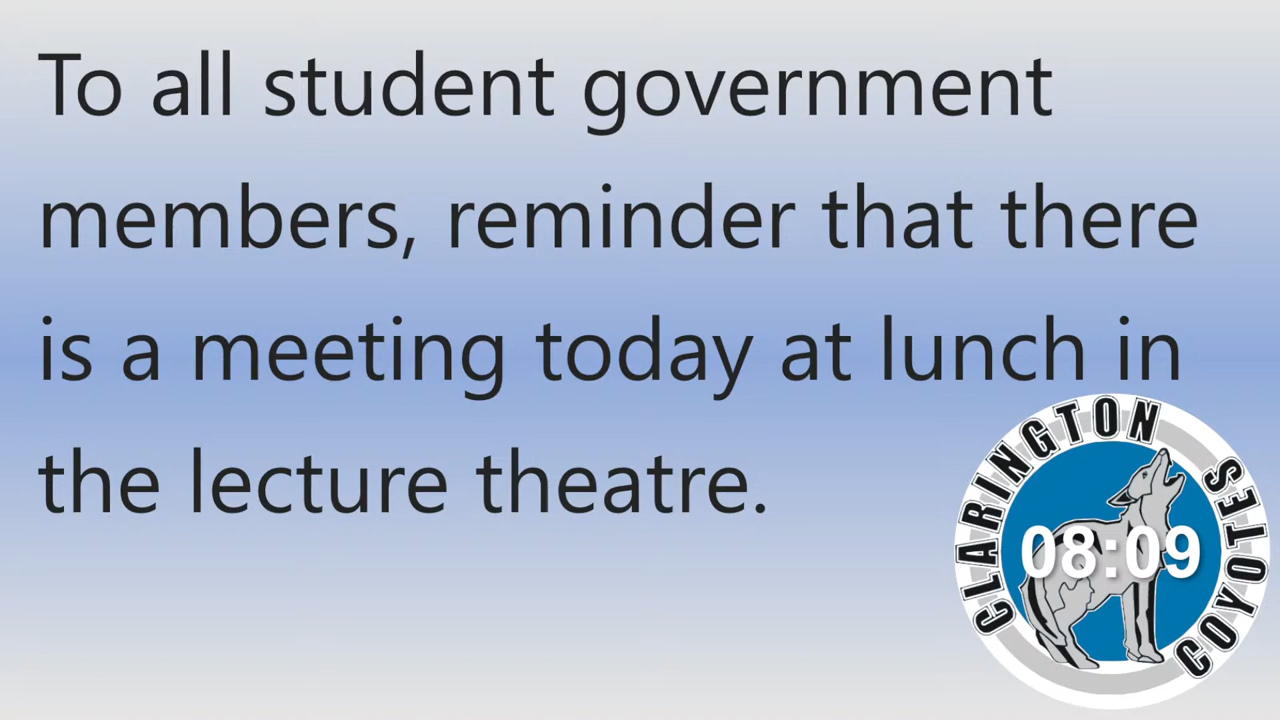 To all student government
members, reminder that there
is a meeting today at lunch in
the lecture theatre.
CLARINGTON
COYOTES
08:09